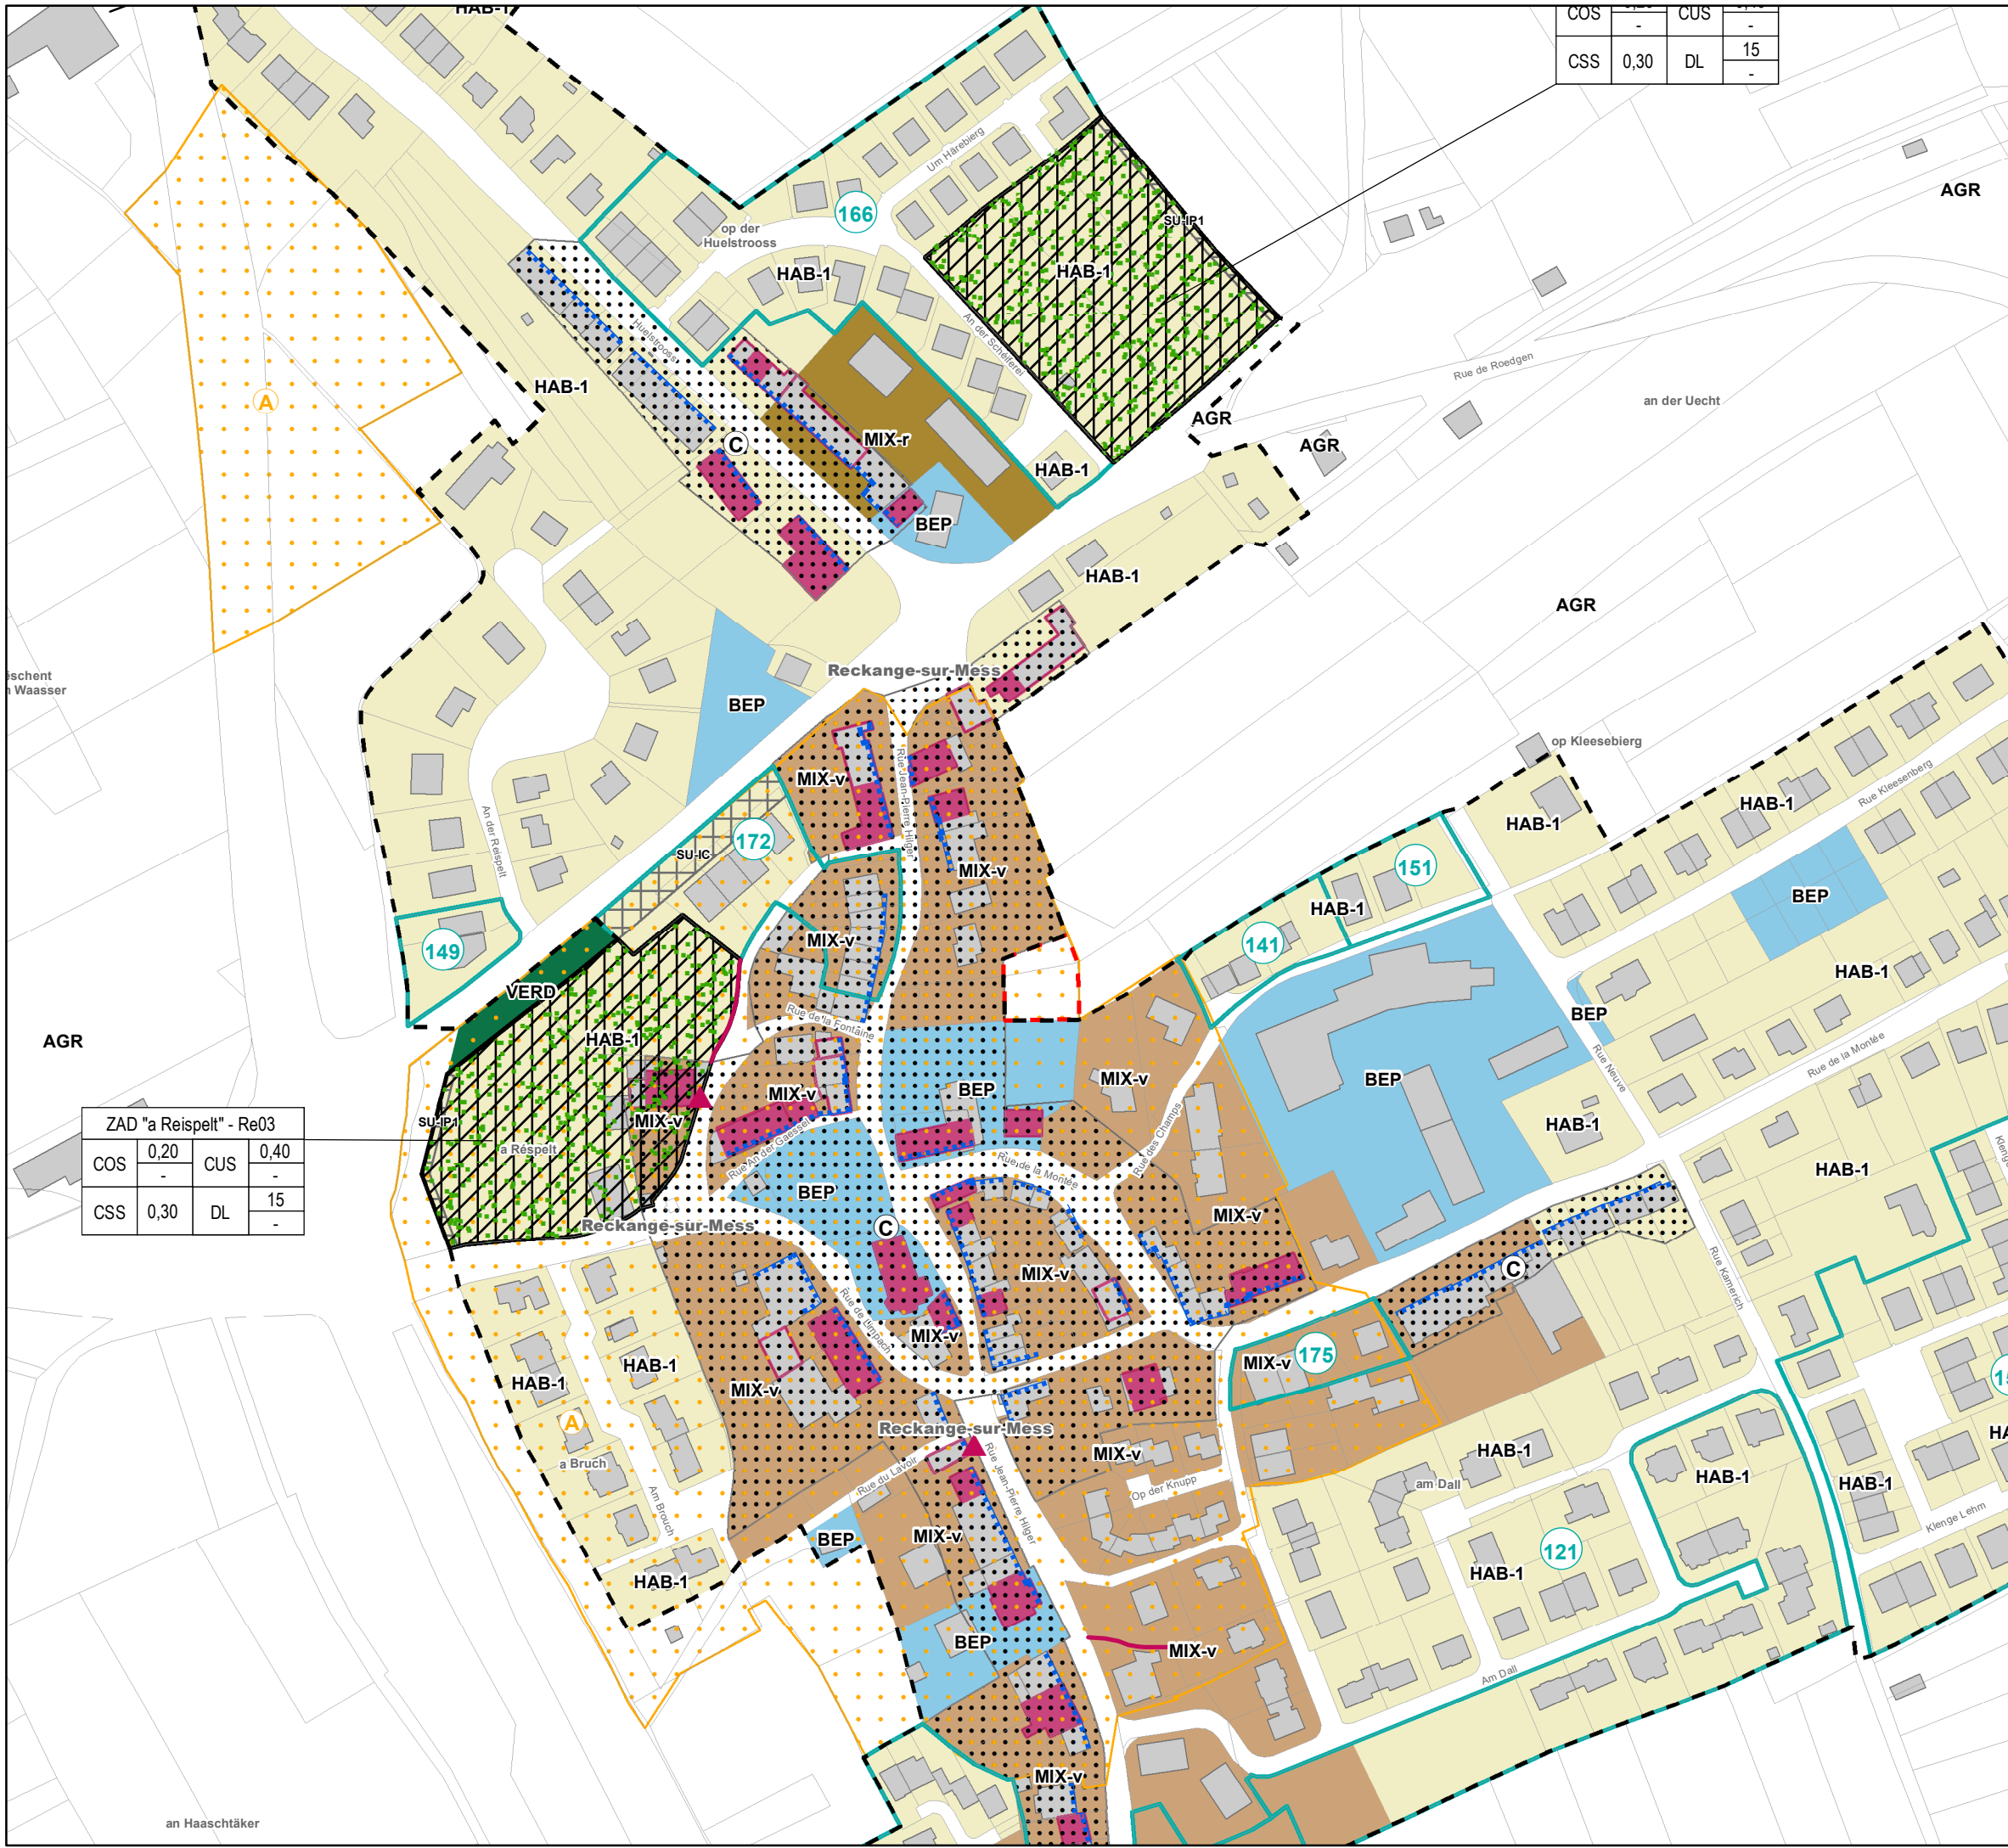 HAB-1
COS
CUS
-
-
CSS
0,30
DL
15
-
AGR
Um Härebierg
166
SU-IP1
op der
Huelstrooss
HAB-1
HAB-1
Huelstrooss
An der Schéiferei
Rue de Roedgen
HAB-1
A
an der Uecht
AGR
C
MIX-r
AGR
HAB-1
BEP
HAB-1
AGR
Reckange-sur-Mess
n Waasser
BEP
op Kleesebierg
MIX-v
Rue Jean-Pierre Hilger
Rue Kleesenberg
HAB-1
An der Reispelt
172
HAB-1
SU-IC
MIX-v
151
BEP
HAB-1
MIX-v
141
149
HAB-1
VERD
BEP
Rue de la Fontaine
HAB-1
AGR
Rue de la Montée
Rue Neuve
MIX-v
BEP
BEP
MIX-v
ZAD "a Reispelt" - Re03
COS
0,20
-
CUS
0,40
-
CSS
0,30
DL
15
-
SU-IP1
MIX-v
HAB-1
a Réspelt
Rue An der Gaessel
Rue des Champs
Rue de la Montée
HAB-1
BEP
MIX-v
Reckange-sur-Mess
C
C
MIX-v
Rue de Limpach
Rue Kamerich
MIX-v
175
MIX-v
HAB-1
HAB-1
MIX-v
A
Reckange-sur-Mess
HAB-1
MIX-v
a Bruch
HAB-1
Rue du Lavoir
am Dall
HAB-1
Op der Knupp
Am Brouch
Rue Jean-Pierre Hilger
Klenge Lehm
MIX-v
BEP
121
HAB-1
HAB-1
BEP
MIX-v
Am Dall
MIX-v
an Haaschtäker